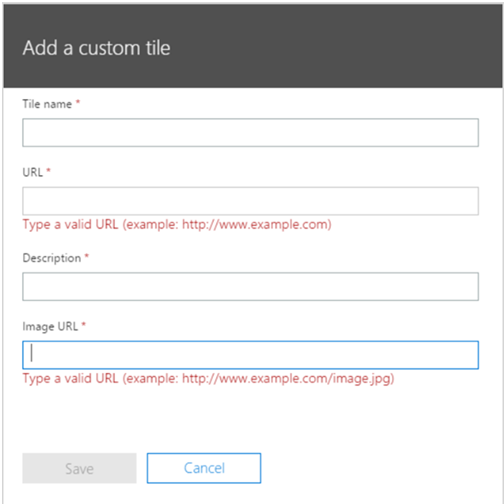 Add a custom tile
Tile name *
URL *
Type a valid URL (example: http://www.example.com)
Description *
Image URL *
Type a valid URL (example: http://www.example.com/image.jpg)
Save
Cancel